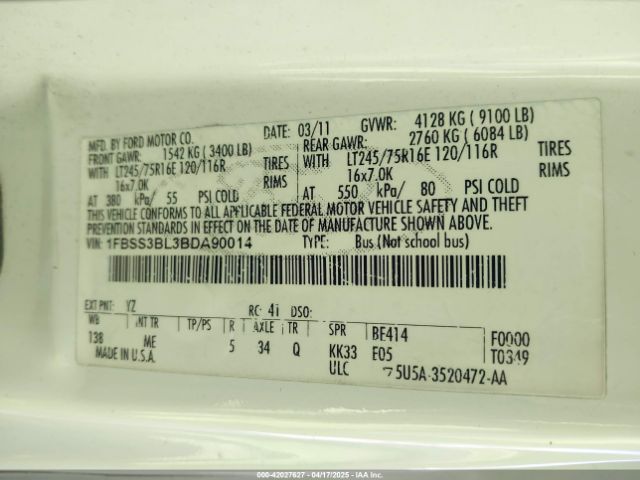 MFD. BY FORD MOTOR CO. DATE: 03/11 GVWR: 4128 KG ( 9100 LB)
FRONT GAWR: 1542 KG ( 3400 LB) REAR GAWR: 2760 KG ( 6084 LB)
WITH LT245/75R16E 120/116R TIRES WITH LT245/75R16E 120/116R TIRES
16x7.0K RIMS 16x7.0K RIMS
AT 380 kPa/ 55 PSI COLD AT 550 kPa/ 80 PSI COLD
THIS VEHICLE CONFORMS TO ALL APPLICABLE FEDERAL MOTOR VEHICLE SAFETY AND THEFT
PREVENTION STANDARDS IN EFFECT ON THE DATE OF MANUFACTURE SHOWN ABOVE.
VIN: 1FBSS3BL3BDA90014 TYPE: Bus (Not school bus)
EXT PNT: YZ RC: 41 DSO:
WB INT TR TP/PS R AXLE TR SPR BE414 F0000
138 ME 5 34 Q KK33 E05 T0349
MADE IN U.S.A. ULC 75U5A-3520472-AA
000-42027627 - 04/17/2025 - IAA, Inc.